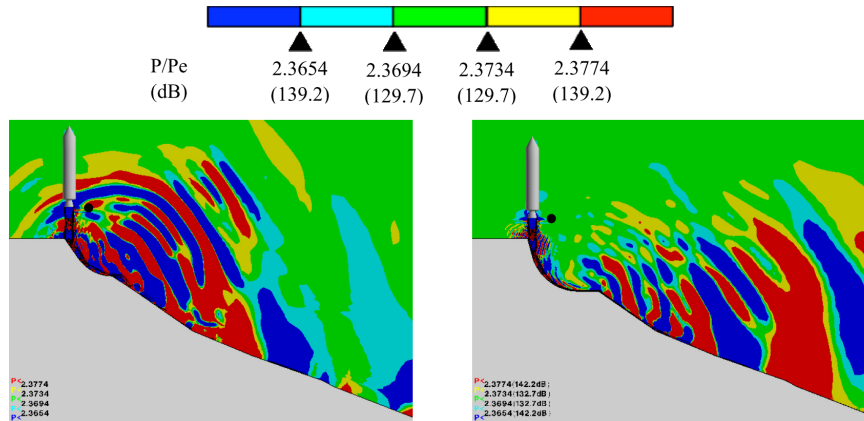 P/Pe 2.3654 2.3694 2.3734 2.3774
(dB) (139.2) (129.7) (129.7) (139.2)
P<
2.3774
P<
2.3734
P<
2.3694
P<
2.3664
P<
P<
2.3774(142.2dB)
P<
2.3734(132.7dB)
P<
2.3694(132.7dB)
P<
2.3664(142.2dB)
P<